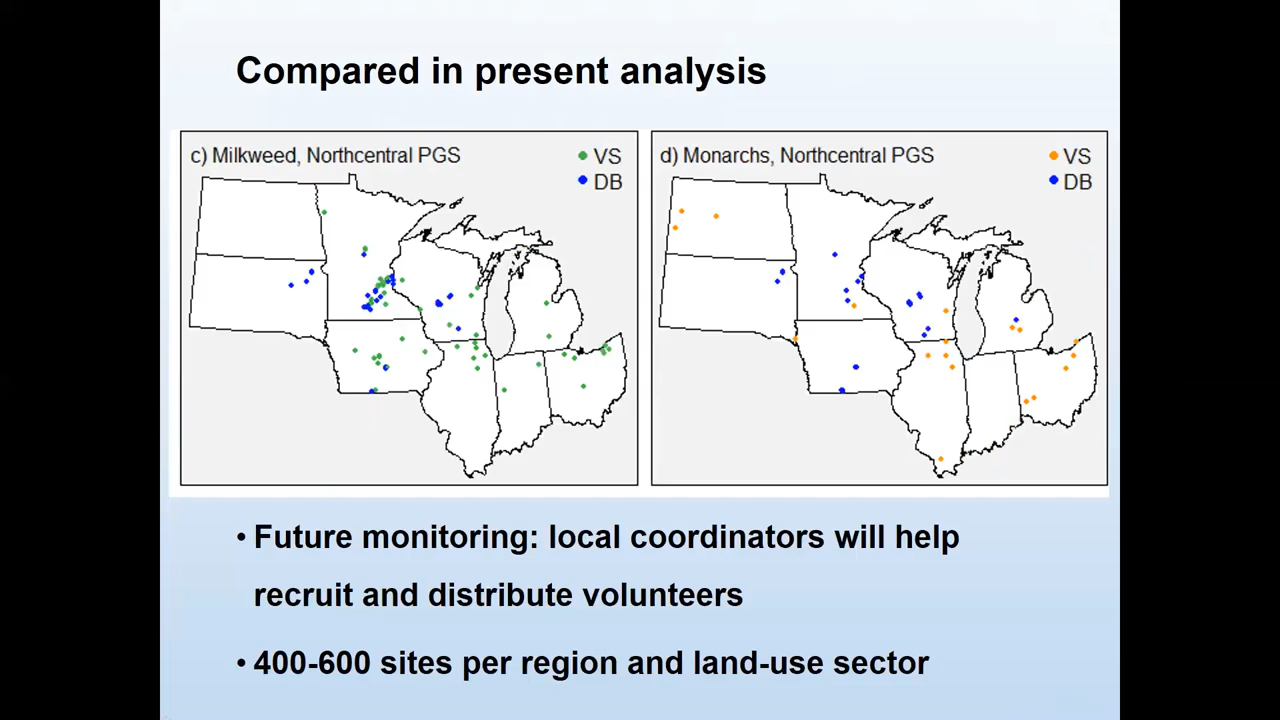 Compared in present analysis
c) Milkweed, Northcentral PGS
VS
DB
d) Monarchs, Northcentral PGS
VS
DB
• Future monitoring: local coordinators will help
recruit and distribute volunteers
• 400-600 sites per region and land-use sector